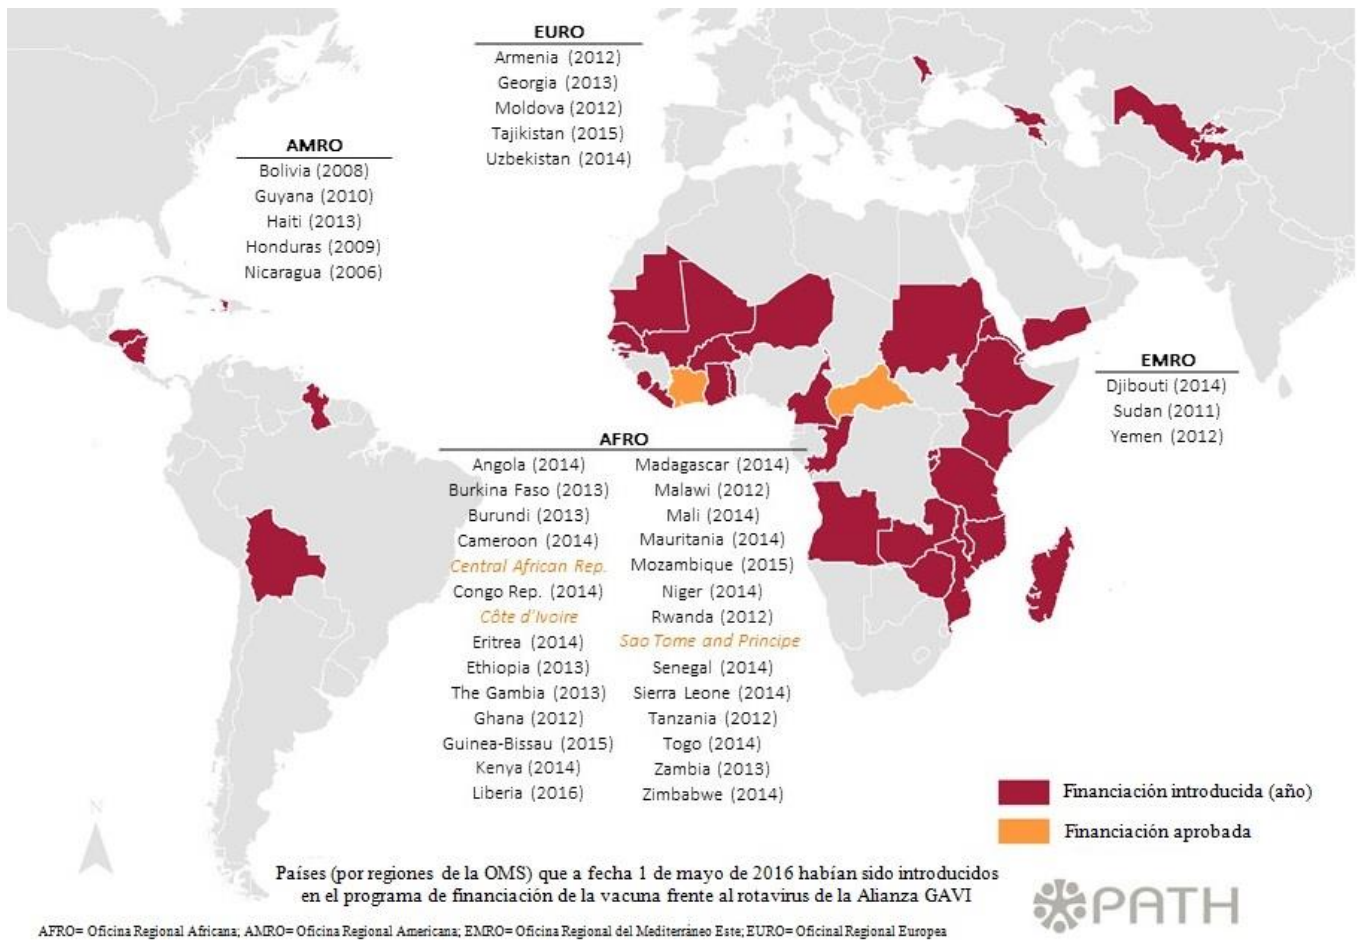 EURO
Armenia (2012)
Georgia (2013)
Moldova (2012)
Tajikistan (2015)
Uzbekistan (2014)
AMRO
Bolivia (2008)
Guyana (2010)
Haiti (2013)
Honduras (2009)
Nicaragua (2006)
EMRO
Djibouti (2014)
Sudan (2011)
Yemen (2012)
AFRO
Angola (2014)
Burkina Faso (2013)
Burundi (2013)
Cameroon (2014)
Central African Rep.
Congo Rep. (2014)
Côte d'Ivoire
Eritrea (2014)
Ethiopia (2013)
The Gambia (2013)
Ghana (2012)
Guinea-Bissau (2015)
Kenya (2014)
Liberia (2016)
Madagascar (2014)
Malawi (2012)
Mali (2014)
Mauritania (2014)
Mozambique (2015)
Niger (2014)
Rwanda (2012)
Sao Tome and Principe
Senegal (2014)
Sierra Leone (2014)
Tanzania (2012)
Togo (2014)
Zambia (2013)
Zimbabwe (2014)
Financiación introducida (año)
Financiación aprobada
N
Países (por regiones de la OMS) que a fecha 1 de mayo de 2016 habían sido introducidos
en el programa de financiación de la vacuna frente al rotavirus de la Alianza GAVI
PATH
AFRO= Oficina Regional Africana; AMRO= Oficina Regional Americana; EMRO= Oficina Regional del Mediterráneo Este; EURO= Oficinal Regional Europea